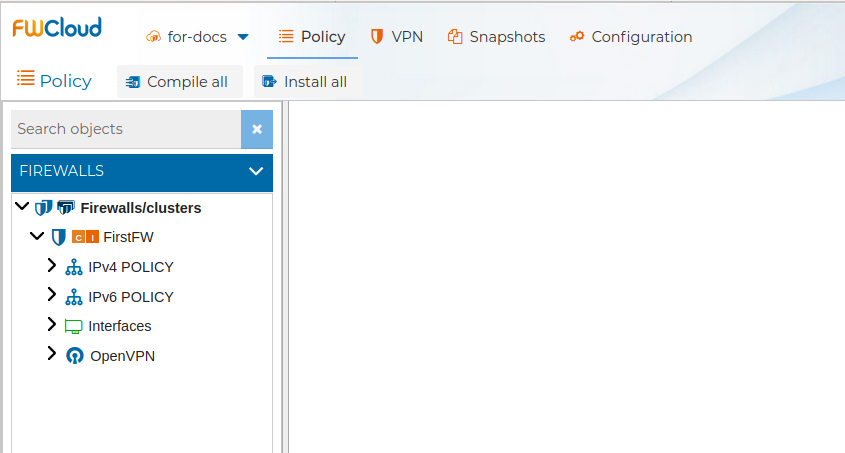 FWCloud for-docs Policy VPN Snapshots Configuration
Policy Compile all Install all
Search objects
FIREWALLS
Firewalls/clusters
C I FirstFW
IPv4 POLICY
IPv6 POLICY
Interfaces
OpenVPN